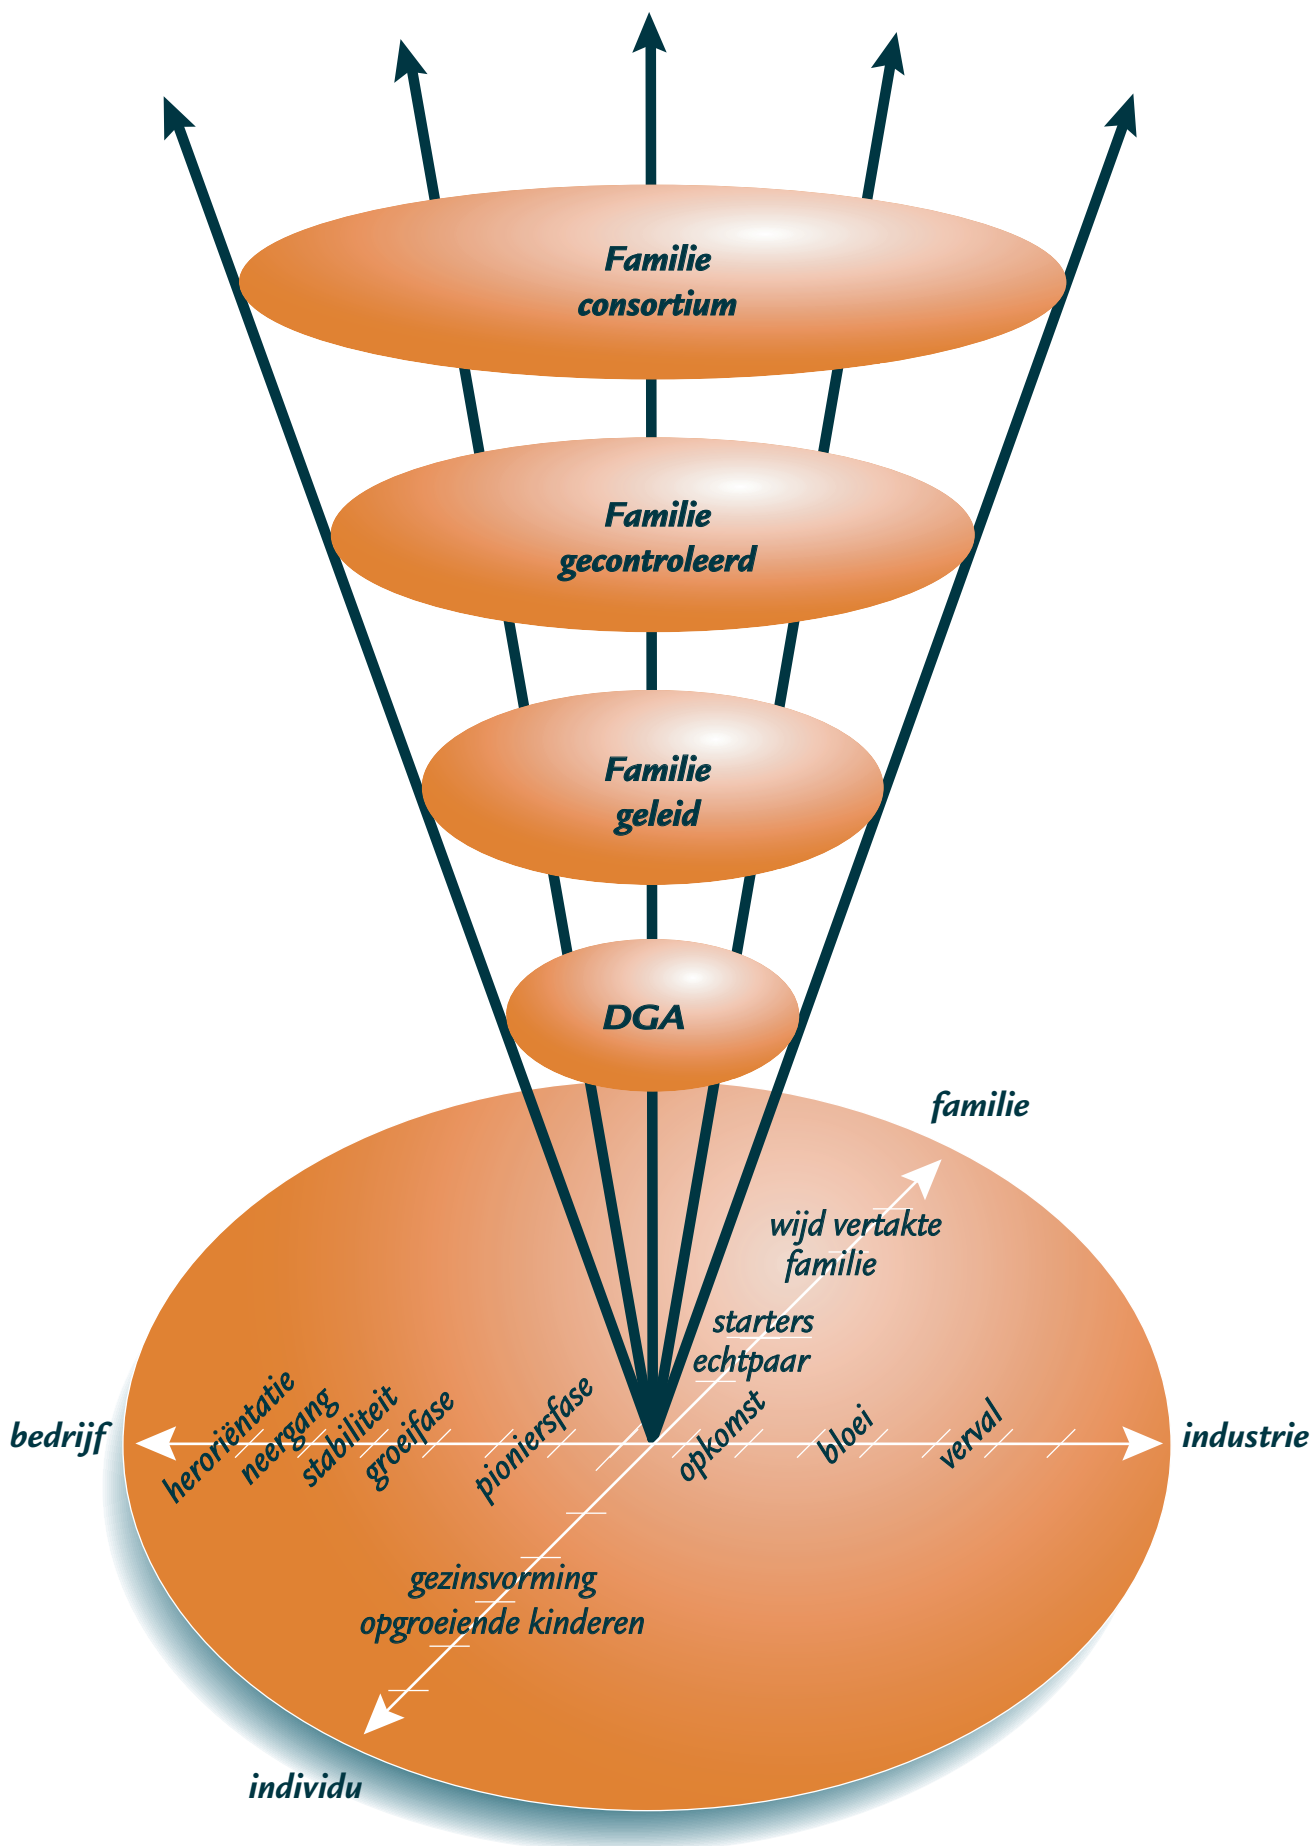 Familie
consortium
Familie
gecontroleerd
Familie
geleid
DGA
familie
wijd vertakte
familie
starters
echtpaar
bedrijf
heroriëntatie
neergang
stabiliteit
groeifase
pioniersfase
opkomst
bloei
verval
industrie
gezinsvorming
opgroeiende kinderen
individu